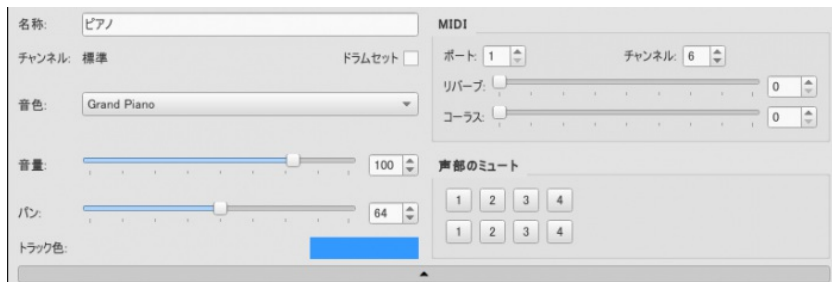 名称: ピアノ
チャンネル: 標準 ドラムセット
音色: Grand Piano
音量: 100
パン: 64
トラック色:
MIDI
ポート: 1 チャンネル: 6
リバーブ: 0
コーラス: 0
声部のミュート
1 2 3 4
1 2 3 4